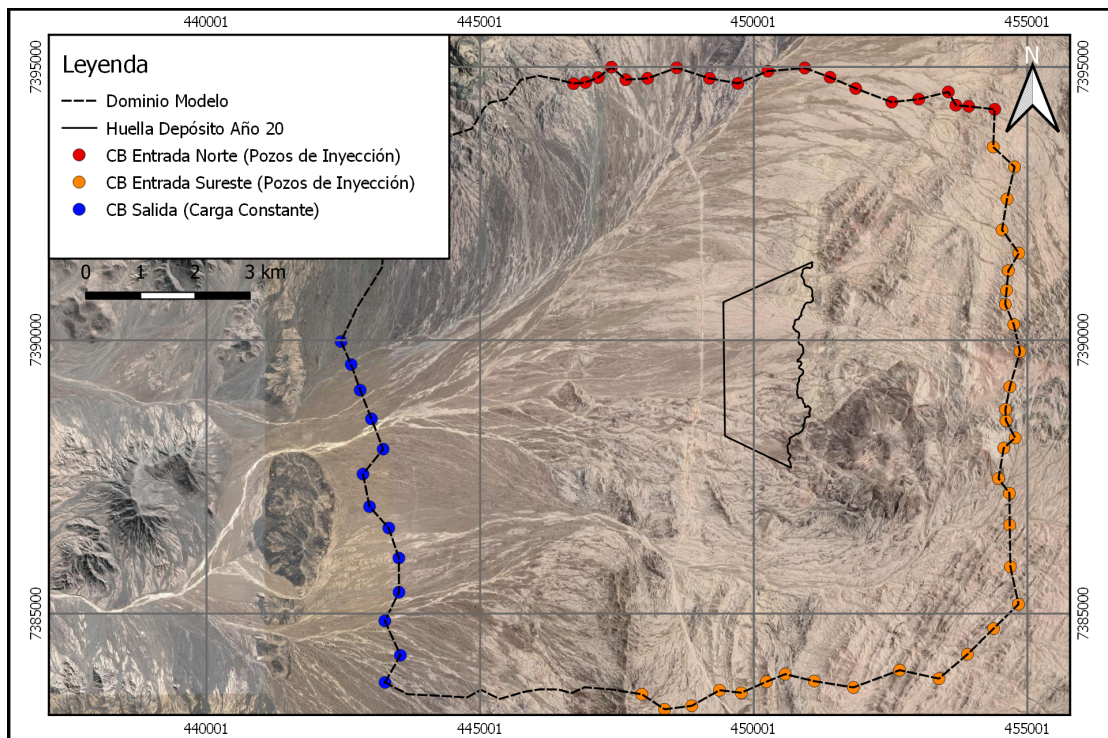 440001 445001 450001 455001
Leyenda
Dominio Modelo
Huella Depósito Año 20
CB Entrada Norte (Pozos de Inyección)
CB Entrada Sureste (Pozos de Inyección)
CB Salida (Carga Constante)
0 1 2 3 km
N
7395000 7395000
7390000 7390000
7385000 7385000
440001 445001 450001 455001